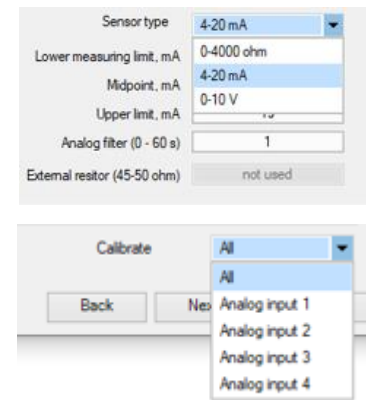 Sensor type 4-20 mA
0-4000 ohm
Lower measuring limit, mA
4-20 mA
Midpoint, mA
0-10 V
Upper limit, mA
Analog filter (0 - 60 s) 1
External resitor (45-50 ohm) not used
Calibrate All
All
Back
Analog input 1
Analog input 2
Analog input 3
Analog input 4